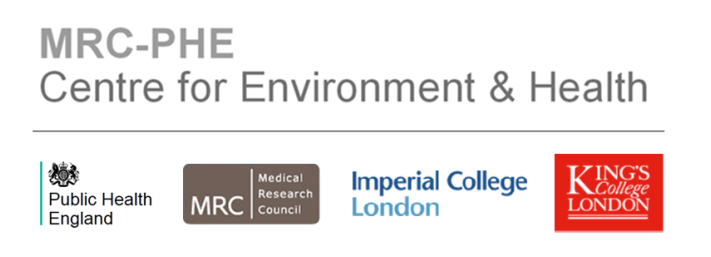 MRC-PHE
Centre for Environment & Health
Public Health
England
MRC
Medical
Research
Council
Imperial College
London
KING'S
College
LONDON